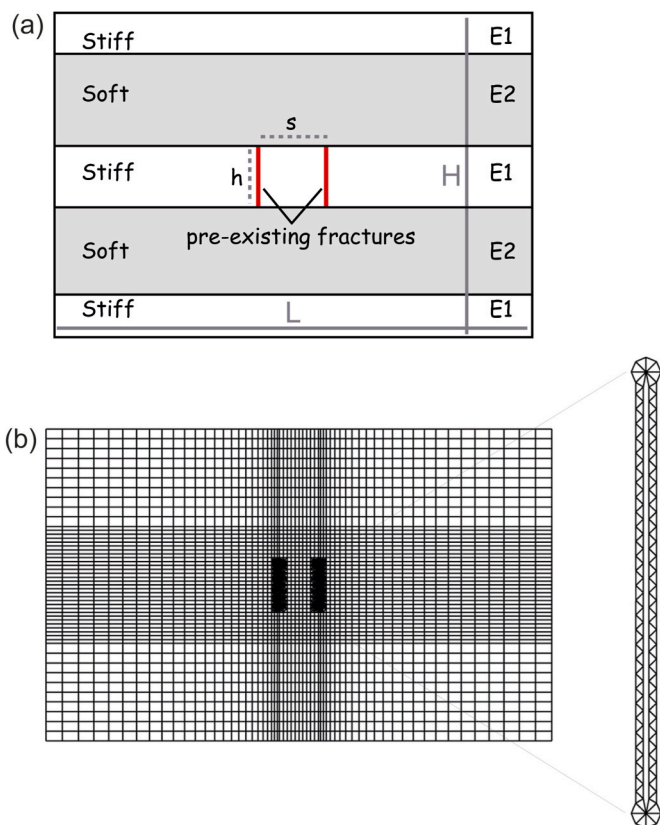 (a)
Stiff E1
Soft E2
s
Stiff h H E1
pre-existing fractures
Soft E2
Stiff L E1
(b)